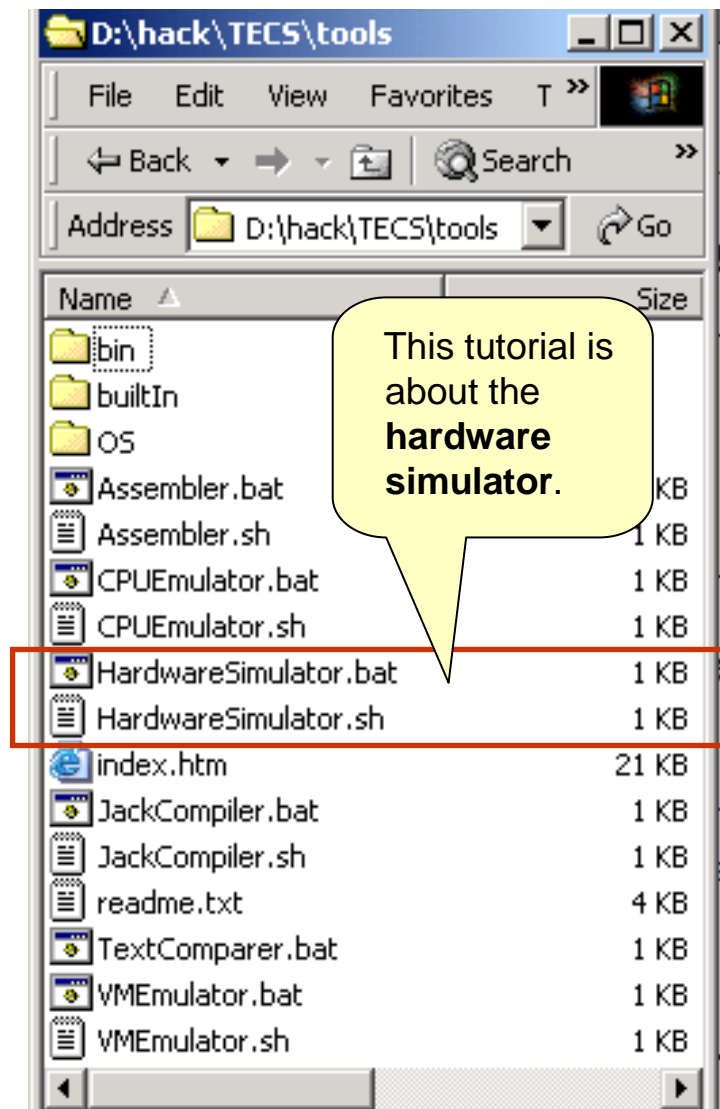 D:\hack\TECS\tools
File Edit View Favorites T »
Back Search »
Address D:\hack\TECS\tools Go
Name Size
bin
builtIn
OS
This tutorial is
about the
hardware
simulator.
Assembler.bat KB
Assembler.sh 1 KB
CPUEmulator.bat 1 KB
CPUEmulator.sh 1 KB
HardwareSimulator.bat 1 KB
HardwareSimulator.sh 1 KB
index.htm 21 KB
JackCompiler.bat 1 KB
JackCompiler.sh 1 KB
readme.txt 4 KB
TextComparer.bat 1 KB
VMEmulator.bat 1 KB
VMEmulator.sh 1 KB